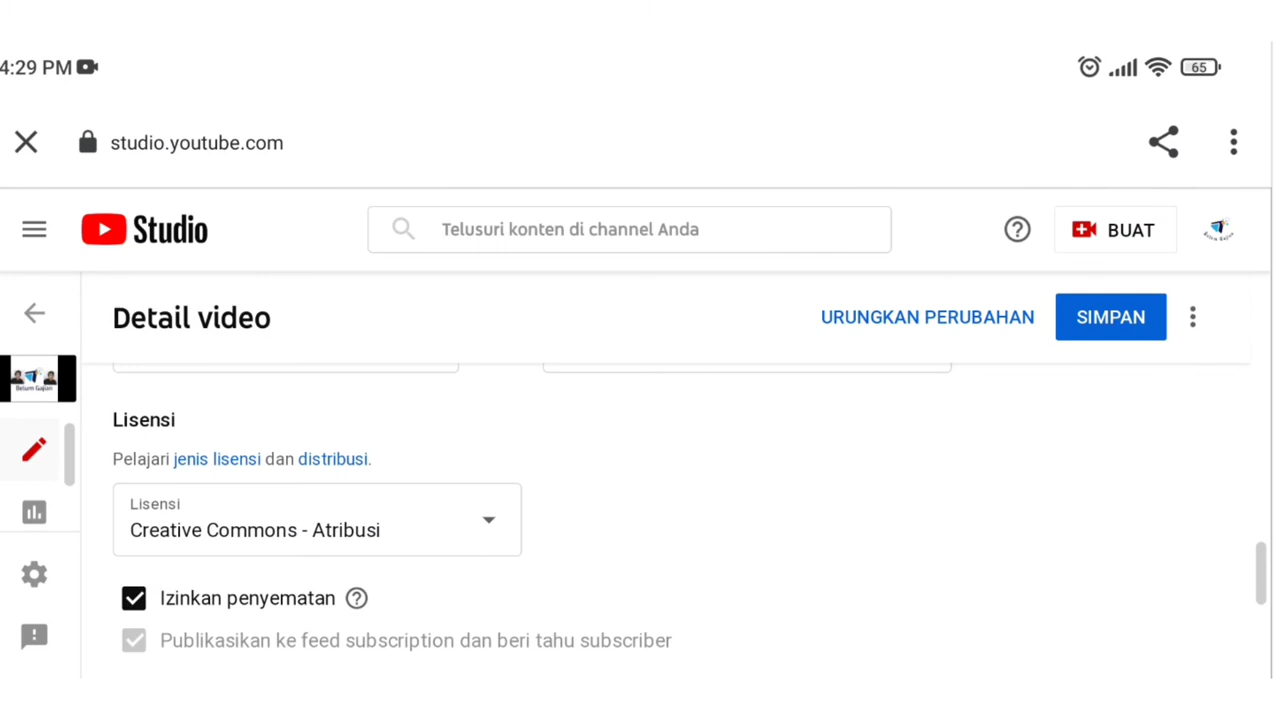 4:29 PM
65
studio.youtube.com
Studio
Telusuri konten di channel Anda
BUAT
Detail video
URUNGKAN PERUBAHAN
SIMPAN
Belum Gajian
Lisensi
Pelajari jenis lisensi dan distribusi.
Lisensi
Creative Commons - Atribusi
Izinkan penyematan
Publikasikan ke feed subscription dan beri tahu subscriber